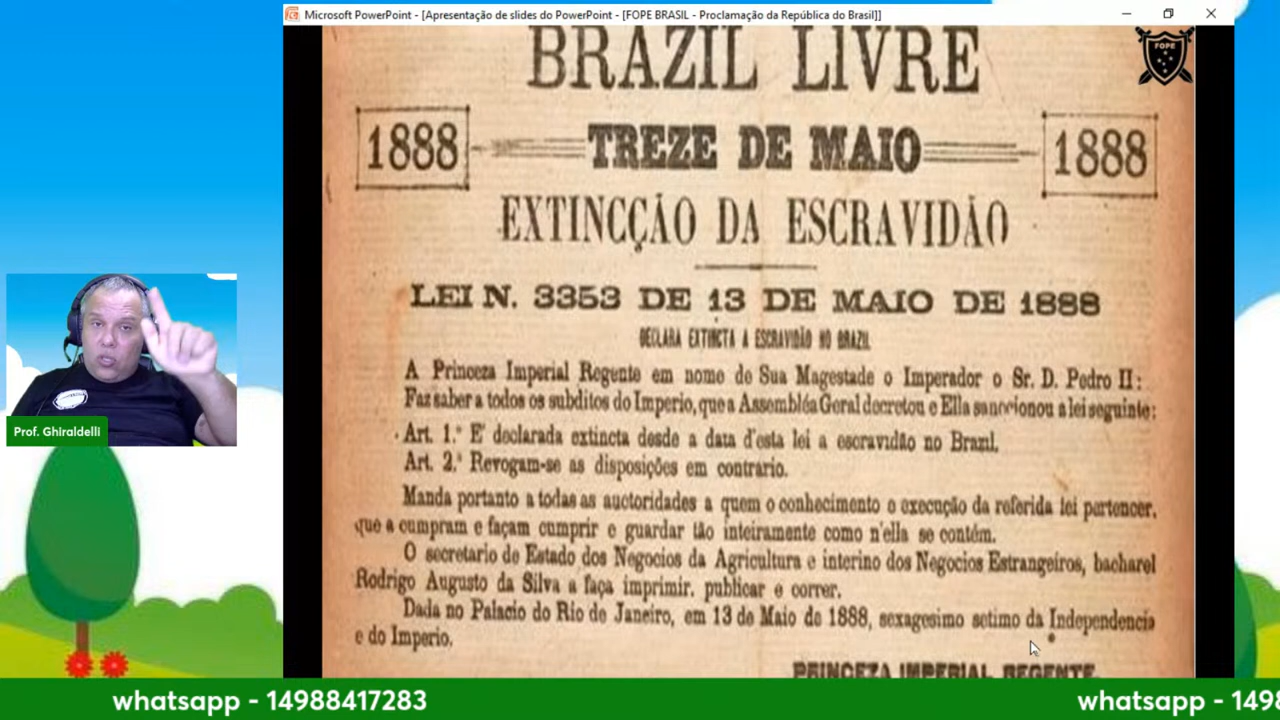 Microsoft PowerPoint - [Apresentação de slides do PowerPoint - [FOPE BRASIL - Proclamação da República do Brasil]]
FOPE
BRAZIL LIVRE
1888 TREZE DE MAIO 1888
EXTINCÇÃO DA ESCRAVIDÃO
LEI N. 3353 DE 13 DE MAIO DE 1888
DECLARA EXTINCTA A ESCRAVIDÃO NO BRAZIL
A Princeza Imperial Regente em nome de Sua Magestade o Imperador o Sr. D. Pedro II:
Faz saber a todos os subditos do Imperio, que a Assembléa Geral decretou e Ella sanccionou a lei seguinte:
Art. 1.º E' declarada extincta desde a data d'esta lei a escravidão no Brazil.
Art. 2.º Revogam-se as disposições em contrario.
Manda portanto a todas as auctoridades a quem o conhecimento e execução da referida lei pertencer,
que a cumpram e façam cumprir e guardar tão inteiramente como n'ella se contém.
O secretario de Estado dos Negocios da Agricultura e interino dos Negocios Estrangeiros, bacharel
Rodrigo Augusto da Silva a faça imprimir, publicar e correr.
Dada no Palacio do Rio de Janeiro, em 13 de Maio de 1888, sexagesimo setimo da Independencia
e do Imperio.
PRINCEZA IMPERIAL REGENTE.
Prof. Ghiraldelli
whatsapp - 14988417283 whatsapp - 1498